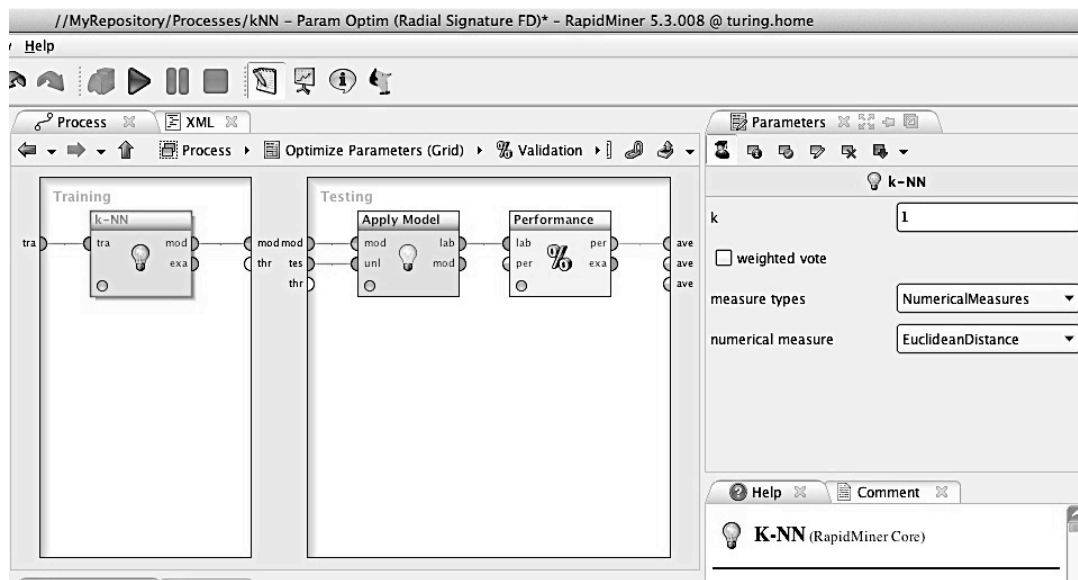 //MyRepository/Processes/kNN – Param Optim (Radial Signature FD)* – RapidMiner 5.3.008 @ turing.home
Help
Process
XML
Parameters
Process
Optimize Parameters (Grid)
Validation
k-NN
Training
Testing
k-NN
Apply Model
Performance
k
1
tra
tra
mod
mod
mod
mod
lab
lab
per
ave
exa
thr
tes
unl
mod
per
exa
ave
thr
ave
weighted vote
measure types
NumericalMeasures
numerical measure
EuclideanDistance
Help
Comment
K-NN (RapidMiner Core)